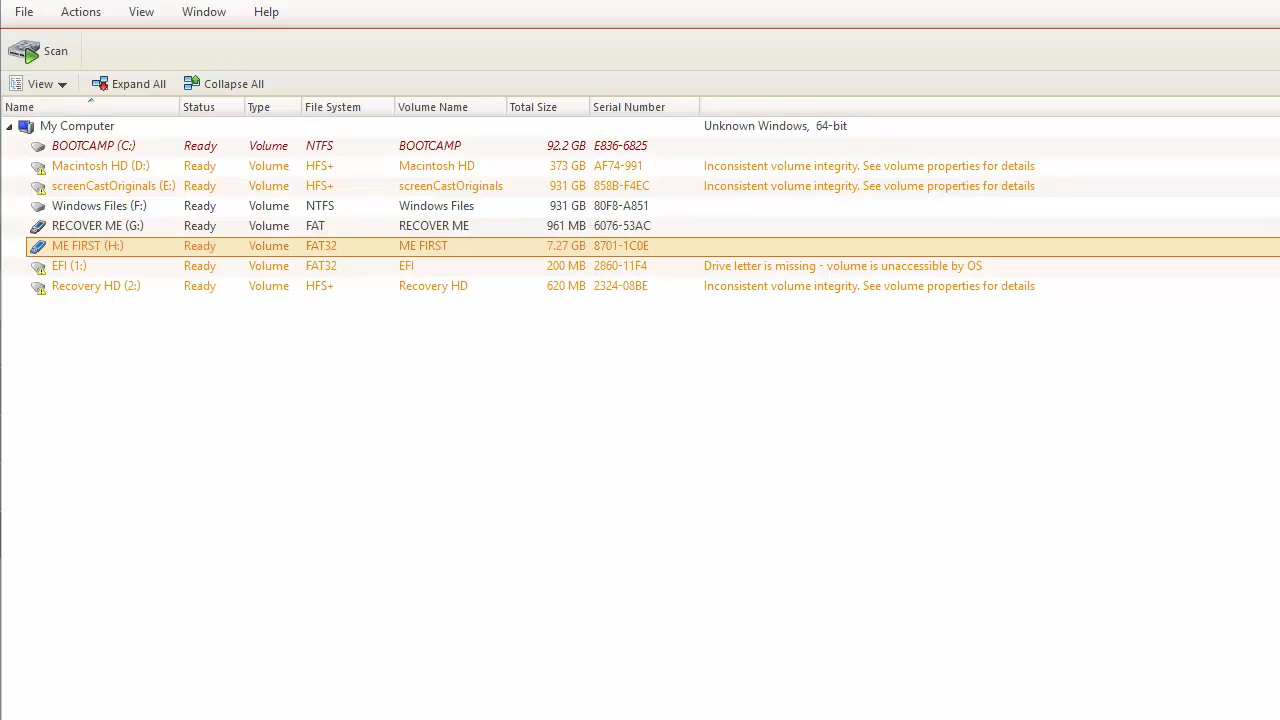 File Actions View Window Help
Scan
View Expand All Collapse All
Name Status Type File System Volume Name Total Size Serial Number
My Computer Unknown Windows, 64-bit
BOOTCAMP (C:) Ready Volume NTFS BOOTCAMP 92.2 GB E836-6825
Macintosh HD (D:) Ready Volume HFS+ Macintosh HD 373 GB AF74-991 Inconsistent volume integrity. See volume properties for details
screenCastOriginals (E:) Ready Volume HFS+ screenCastOriginals 931 GB 858B-F4EC Inconsistent volume integrity. See volume properties for details
Windows Files (F:) Ready Volume NTFS Windows Files 931 GB 80F8-A851
RECOVER ME (G:) Ready Volume FAT RECOVER ME 961 MB 6076-53AC
ME FIRST (H:) Ready Volume FAT32 ME FIRST 7.27 GB 8701-1C0E
EFI (1:) Ready Volume FAT32 EFI 200 MB 2860-11F4 Drive letter is missing - volume is unaccessible by OS
Recovery HD (2:) Ready Volume HFS+ Recovery HD 620 MB 2324-08BE Inconsistent volume integrity. See volume properties for details